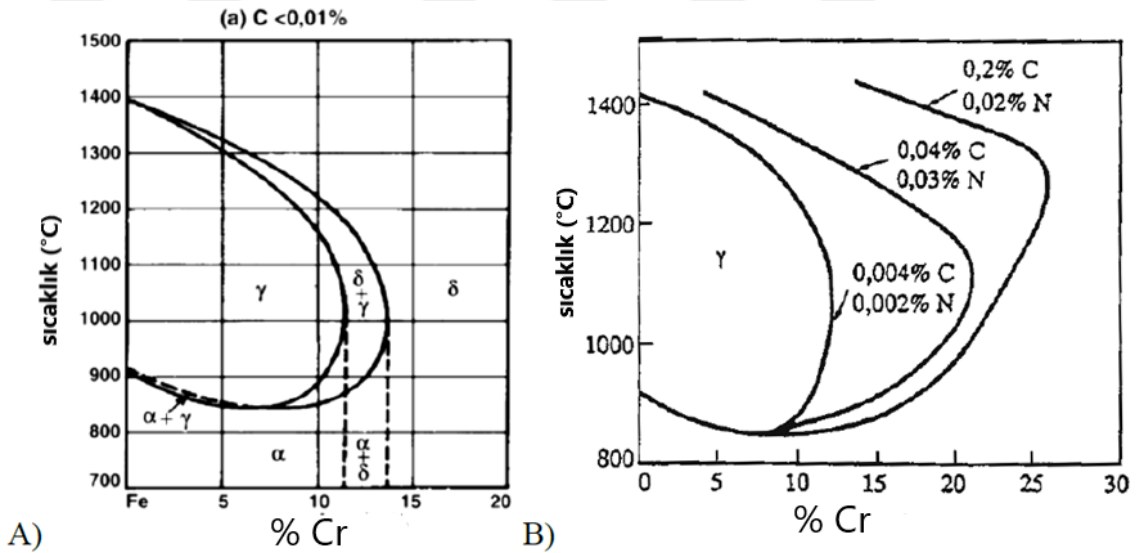 (a) C <0,01%
1500
1400
1300
1200
1100
1000
900
800
700
sıcaklık (°C)
γ
δ
+
γ
δ
α + γ
α
α
+
δ
Fe
5
10
15
20
% Cr
A)
1400
1200
1000
800
sıcaklık (°C)
0,2% C
0,02% N
0,04% C
0,03% N
γ
0,004% C
0,002% N
0
5
10
15
20
25
30
% Cr
B)